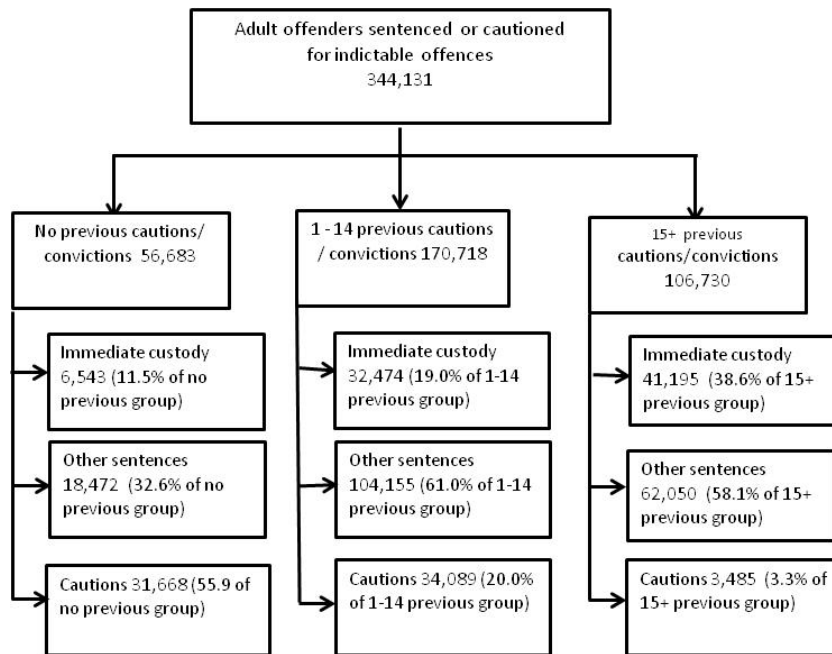 Adult offenders sentenced or cautioned
for indictable offences
344,131
No previous cautions/
convictions 56,683
1 - 14 previous cautions
/ convictions 170,718
15+ previous
cautions/convictions
106,730
Immediate custody
6,543 (11.5% of no
previous group)
Other sentences
18,472 (32.6% of no
previous group)
Cautions 31,668 (55.9 of
no previous group)
Immediate custody
32,474 (19.0% of 1-14
previous group)
Other sentences
104,155 (61.0% of 1-14
previous group)
Cautions 34,089 (20.0%
of 1-14 previous group)
Immediate custody
41,195 (38.6% of 15+
previous group)
Other sentences
62,050 (58.1% of 15+
previous group)
Cautions 3,485 (3.3% of
15+ previous group)